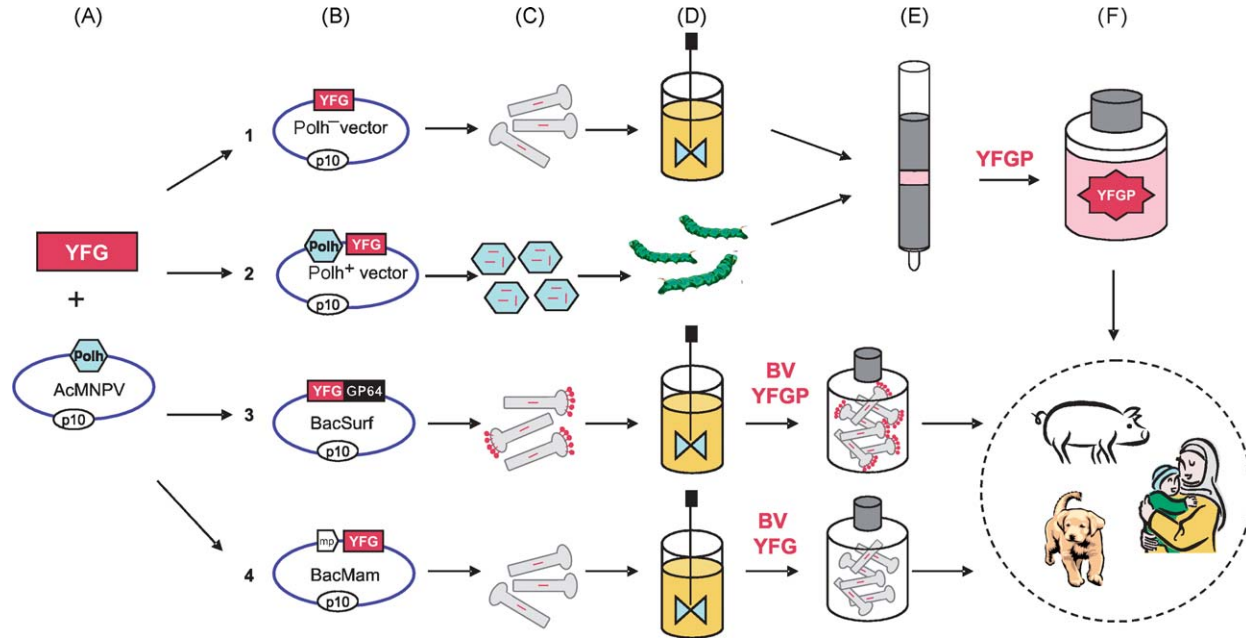 (A) (B) (C) (D) (E) (F)
YFG
1 Polh⁻ vector
p10
YFGP
YFGP
YFG
+
Polh YFG
2 Polh⁺ vector
p10
Polh
AcMNPV
p10
YFG GP64
3 BacSurf
p10
BV
YFGP
mp YFG
4 BacMam
p10
BV
YFG